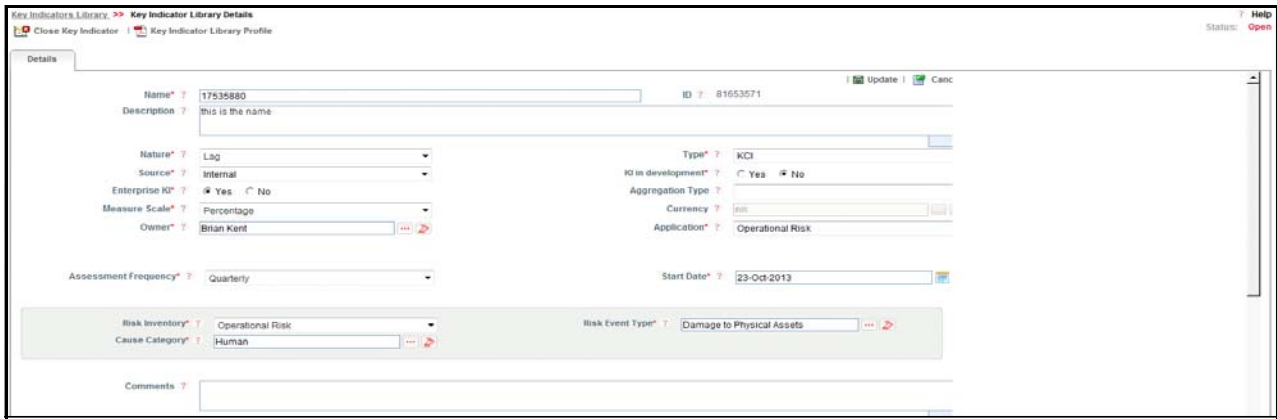 Key Indicators Library >> Key Indicator Library Details ? Help
Close Key Indicator | Key Indicator Library Profile Status: Open
Details
| Update | Canc
Name* ? 17535880 ID ? 81653571
Description ? this is the name
Nature* ? Lag Type* ? KCI
Source* ? Internal KI in development* ? Yes No
Enterprise KI* ? Yes No Aggregation Type ?
Measure Scale* ? Percentage Currency ?
Owner* ? Brian Kent ... Application* ? Operational Risk
Assessment Frequency* ? Quarterly Start Date* ? 23-Oct-2013
Risk Inventory* ? Operational Risk Risk Event Type* ? Damage to Physical Assets ...
Cause Category* ? Human ...
Comments ?